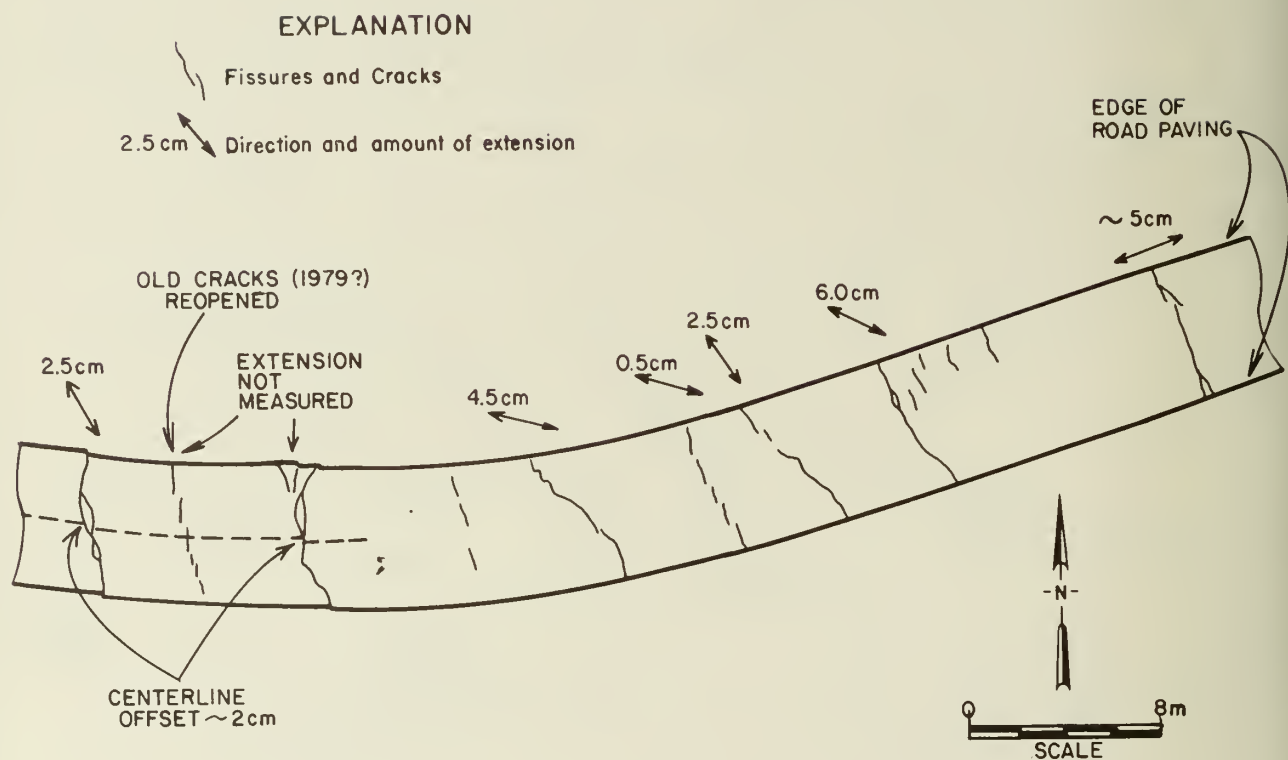 EXPLANATION
Fissures and Cracks
2.5 cm Direction and amount of extension
EDGE OF
ROAD PAVING
~ 5cm
OLD CRACKS (1979?)
REOPENED
6.0cm
2.5cm
2.5cm
EXTENSION
NOT
MEASURED
0.5cm
4.5cm
-N-
CENTERLINE
OFFSET ~2cm
0 8m
SCALE